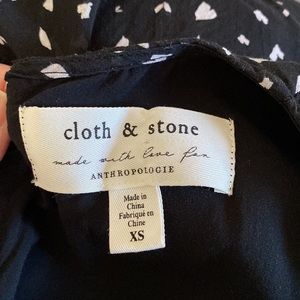 cloth & stone
made with love for
ANTHROPOLOGIE
Made in
China
Fabriqué en
Chine
XS